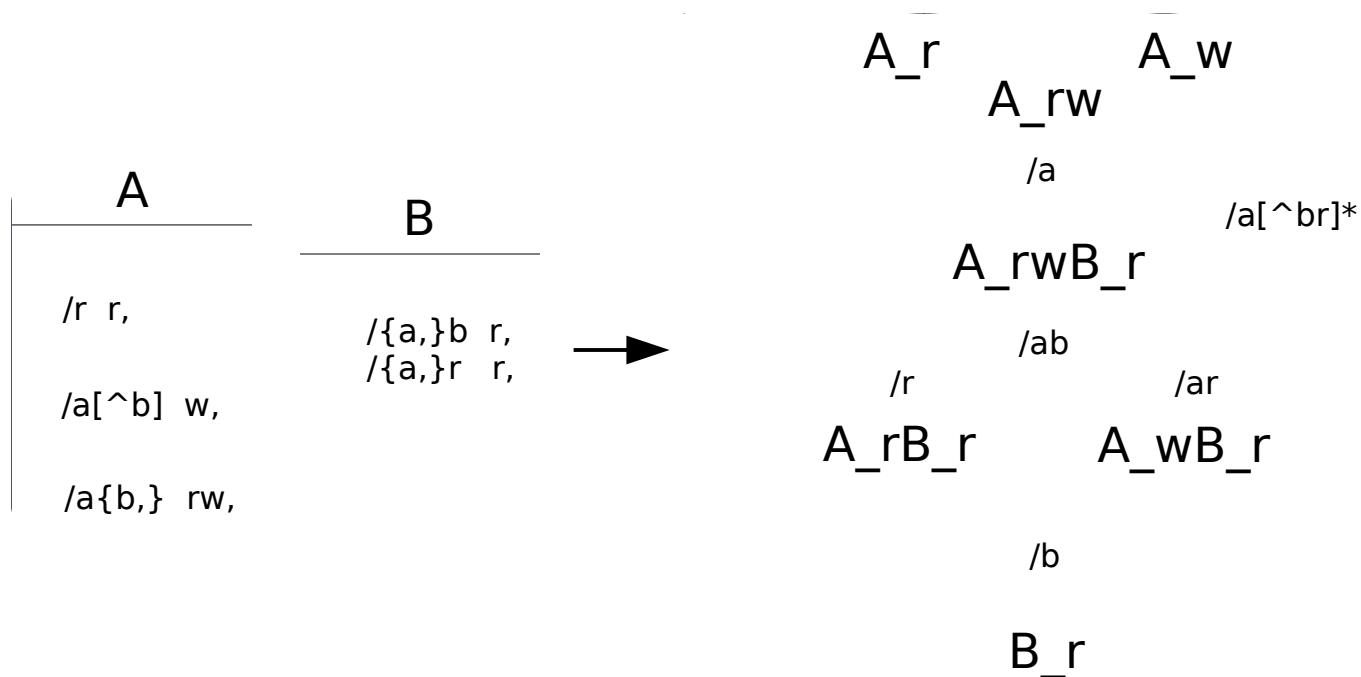 A
/r r,
/a[^b] w,
/a{b,} rw,
B
/{a,}b r,
/{a,}r r,
A_r
A_w
A_rw
/a
/a[^br]*
A_rwB_r
/ab
/r
/ar
A_rB_r
A_wB_r
/b
B_r